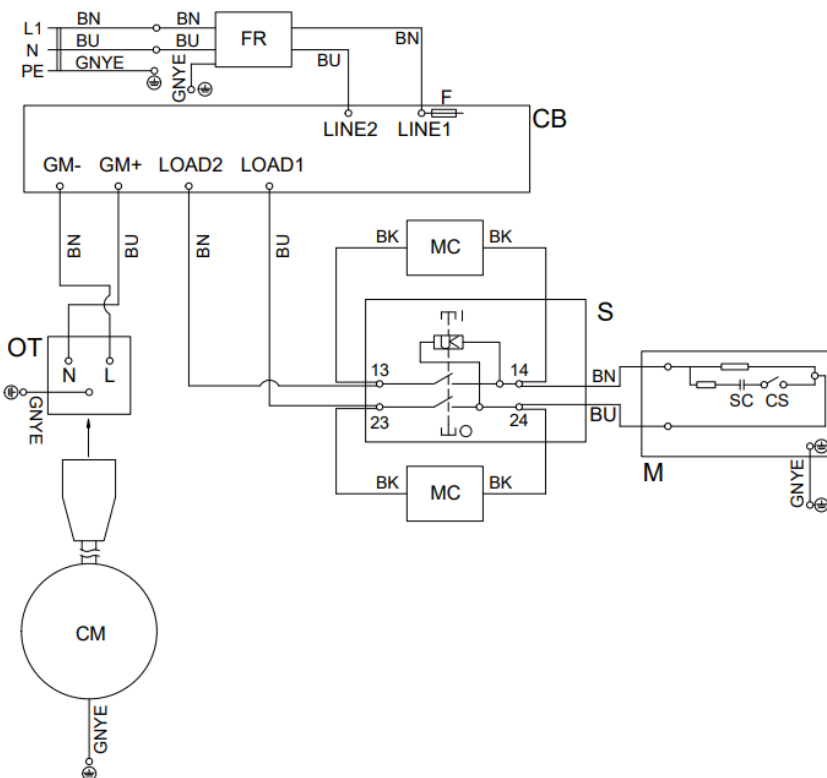 L1 BN BN
N BU BU
PE GNYE
FR
GNYE
BN
BU
F
CB
LINE2 LINE1
GM- GM+ LOAD2 LOAD1
BN BU BN BU
BK MC BK
S
I
U<
OT
N L
13 14
23 24
O
GNYE
BN
BU
SC CS
M
GNYE
BK MC BK
CM
GNYE